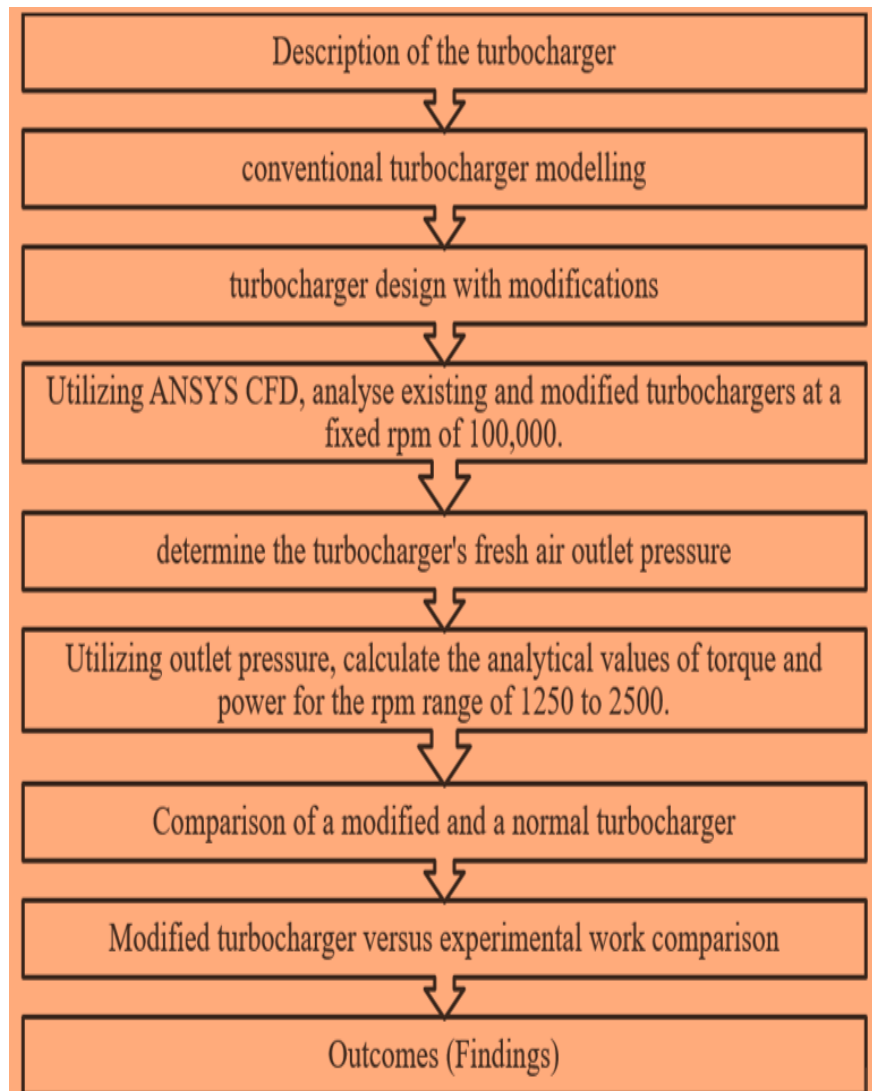 Description of the turbocharger
conventional turbocharger modelling
turbocharger design with modifications
Utilizing ANSYS CFD, analyse existing and modified turbochargers at a
fixed rpm of 100,000.
determine the turbocharger's fresh air outlet pressure
Utilizing outlet pressure, calculate the analytical values of torque and
power for the rpm range of 1250 to 2500.
Comparison of a modified and a normal turbocharger
Modified turbocharger versus experimental work comparison
Outcomes (Findings)